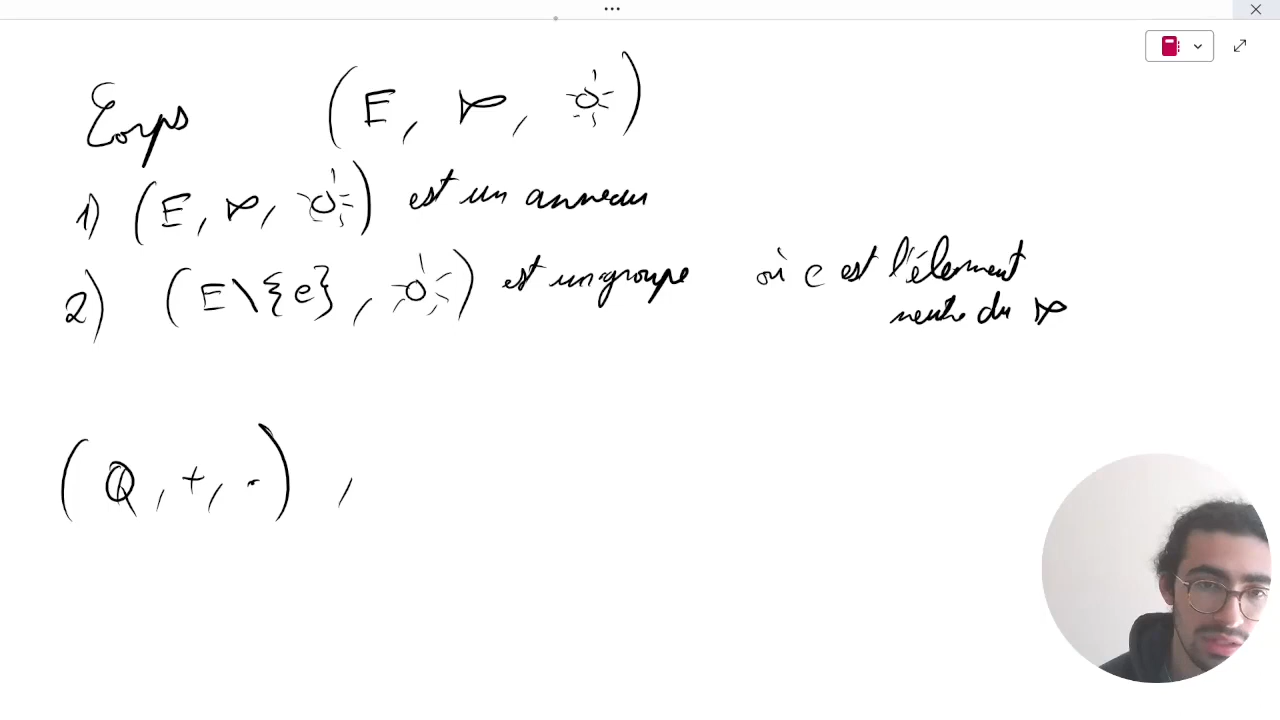 Corps (E, ⋈, ☼)
1) (E, ⋈, ☼) est un anneau
2) (E\{e}, ☼) est un groupe où e est l'élément
neutre du ⋈
(Q, +, ·) ,